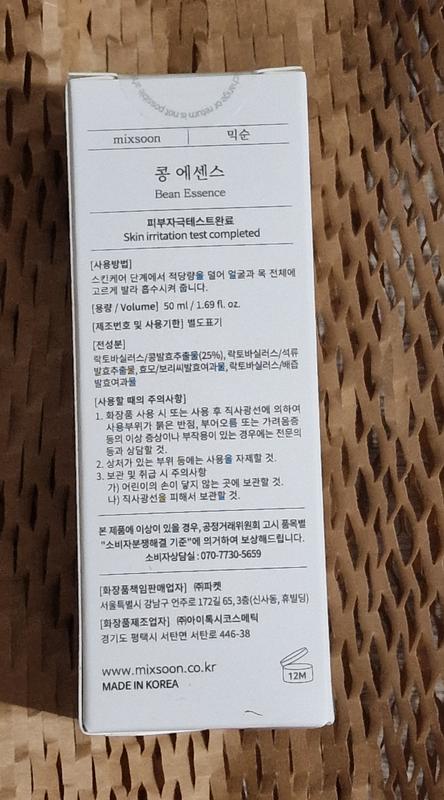 change or return is not possible
mixsoon | 믹순
콩 에센스
Bean Essence
피부자극테스트완료
Skin irritation test completed
[사용방법]
스킨케어 단계에서 적당량을 덜어 얼굴과 목 전체에
고르게 발라 흡수시켜 줍니다.
[용량 / Volume] 50 ml / 1.69 fl. oz.
[제조번호 및 사용기한] 별도표기
[전성분]
락토바실러스/콩발효추출물(25%), 락토바실러스/석류
발효추출물, 효모/보리씨발효여과물, 락토바실러스/배즙
발효여과물
[사용할 때의 주의사항]
1. 화장품 사용 시 또는 사용 후 직사광선에 의하여
사용부위가 붉은 반점, 부어오름 또는 가려움증
등의 이상 증상이나 부작용이 있는 경우에는 전문의
등과 상담할 것.
2. 상처가 있는 부위 등에는 사용을 자제할 것.
3. 보관 및 취급 시 주의사항
가) 어린이의 손이 닿지 않는 곳에 보관할 것.
나) 직사광선을 피해서 보관할 것.
본 제품에 이상이 있을 경우, 공정거래위원회 고시 품목별
"소비자분쟁해결 기준"에 의거하여 보상해드립니다.
소비자상담실 : 070-7730-5659
[화장품책임판매업자] ㈜파켓
서울특별시 강남구 언주로 172길 65, 3층(신사동, 휴빌딩)
[화장품제조업자] ㈜아이톡시코스메틱
경기도 평택시 서탄면 서탄로 446-38
www.mixsoon.co.kr
MADE IN KOREA
12M